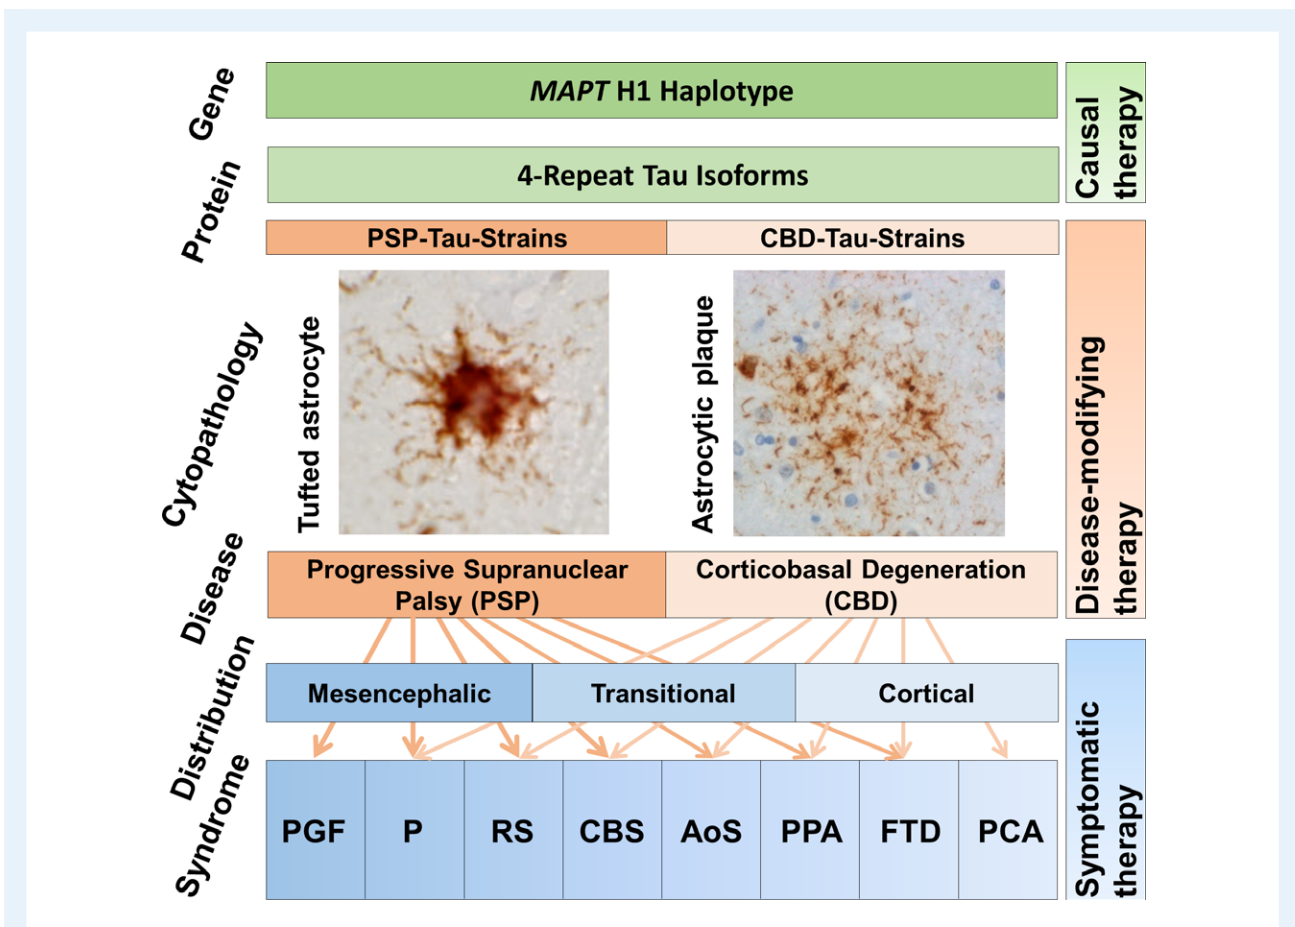 Gene
MAPT H1 Haplotype
Causal
therapy
Protein
4-Repeat Tau Isoforms
PSP-Tau-Strains
CBD-Tau-Strains
Cytopathology
Tufted astrocyte
Astrocytic plaque
Disease-modifying
therapy
Disease
Progressive Supranuclear
Palsy (PSP)
Corticobasal Degeneration
(CBD)
Distribution
Mesencephalic
Transitional
Cortical
Symptomatic
therapy
Syndrome
PGF
P
RS
CBS
AoS
PPA
FTD
PCA